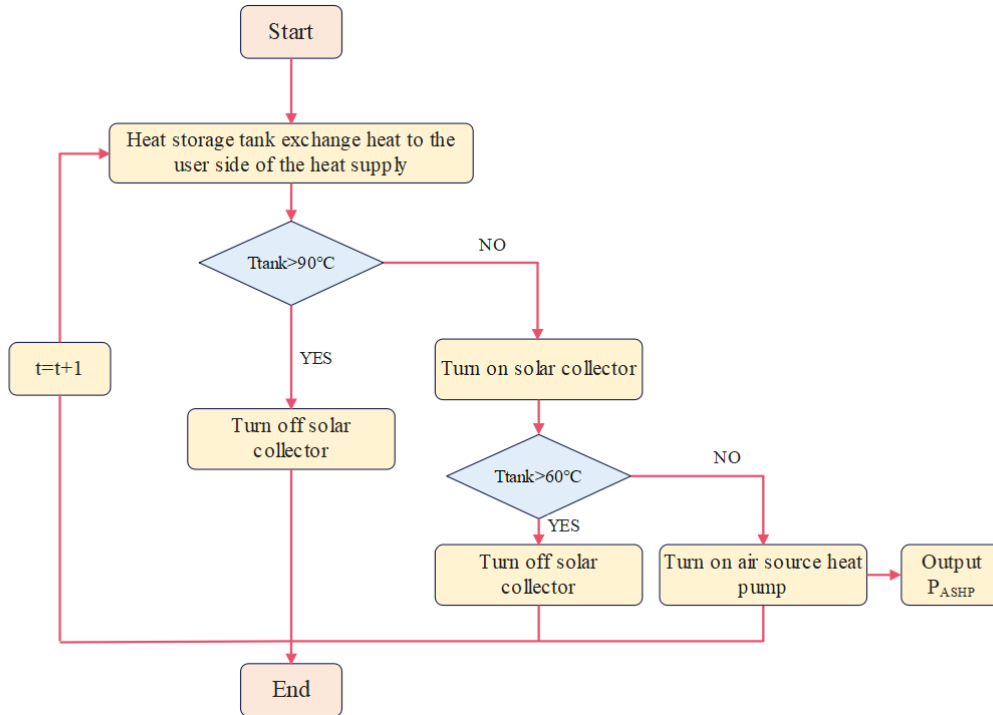 Start
Heat storage tank exchange heat to the
user side of the heat supply
Ttank>90°C
NO
YES
t=t+1
Turn on solar collector
Turn off solar
collector
Ttank>60°C
NO
YES
Turn off solar
collector
Turn on air source heat
pump
Output
P_ASHP
End